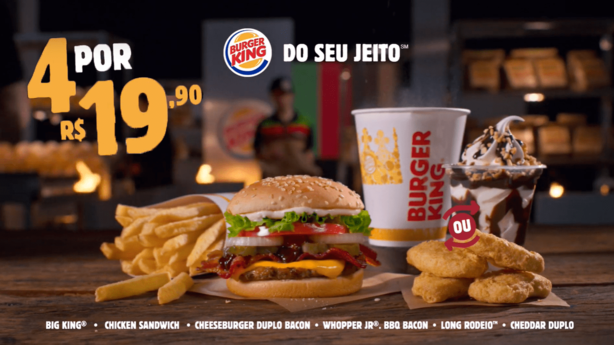 4 POR
R$ 19,90
BURGER
KING
DO SEU JEITO™
BURGER
KING
OU
BIG KING® • CHICKEN SANDWICH • CHEESEBURGER DUPLO BACON • WHOPPER JR®. BBQ BACON • LONG RODEIO™ • CHEDDAR DUPLO